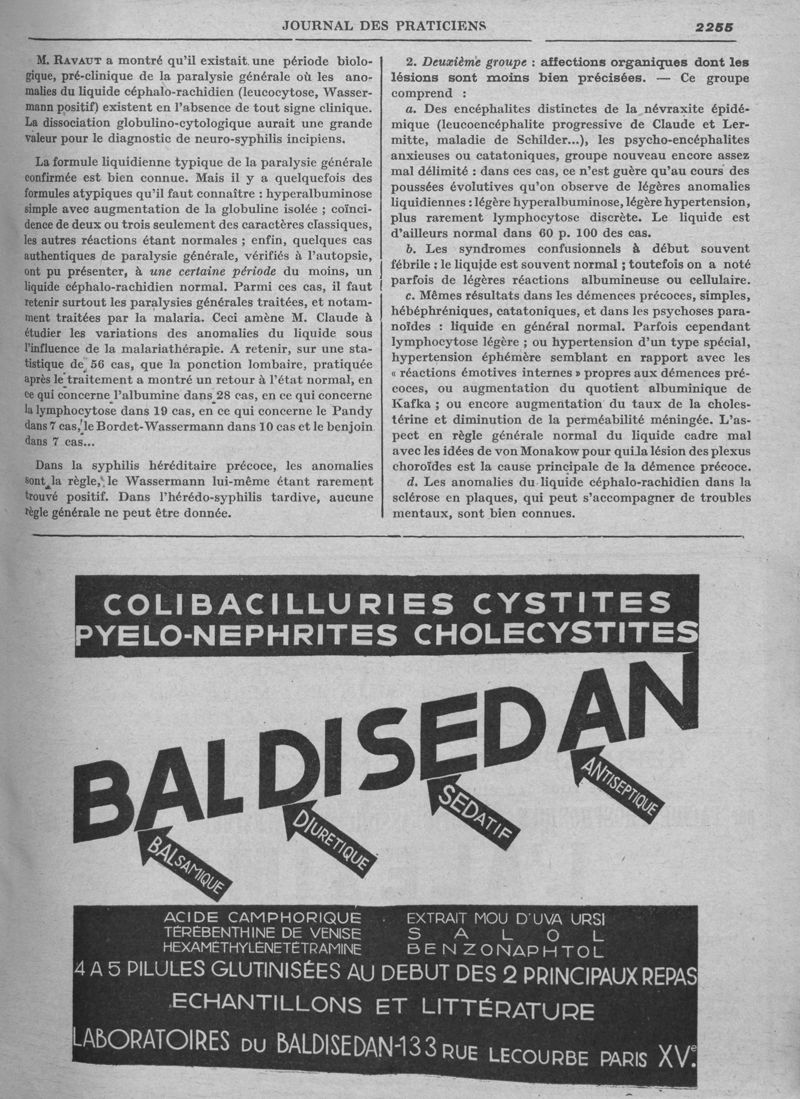 JOURNAL DES PRATICIENS
2255
M. RAVAUT a montré qu'il existait une période biolo-
gique, pré-clinique de la paralysie générale où les ano-
malies du liquide céphalo-rachidien (leucocytose, Wasser-
mann positif) existent en l'absence de tout signe clinique.
La dissociation globulino-cytologique aurait une grande
valeur pour le diagnostic de neuro-syphilis incipiens.
La formule liquidienne typique de la paralysie générale
confirmée est bien connue. Mais il y a quelquefois des
formules atypiques qu'il faut connaître : hyperalbuminose
simple avec augmentation de la globuline isolée ; coïnci-
dence de deux ou trois seulement des caractères classiques,
les autres réactions étant normales ; enfin, quelques cas
authentiques de paralysie générale, vérifiés à l'autopsie,
ont pu présenter, à une certaine période du moins, un
liquide céphalo-rachidien normal. Parmi ces cas, il faut
retenir surtout les paralysies générales traitées, et notam-
ment traitées par la malaria. Ceci amène M. Claude à
étudier les variations des anomalies du liquide sous
l'influence de la malariathérapie. A retenir, sur une sta-
tistique de 56 cas, que la ponction lombaire, pratiquée
après le traitement a montré un retour à l'état normal, en
ce qui concerne l'albumine dans 28 cas, en ce qui concerne
la lymphocytose dans 19 cas, en ce qui concerne le Pandy
dans 7 cas, le Bordet-Wassermann dans 10 cas et le benjoin
dans 7 cas...
Dans la syphilis héréditaire précoce, les anomalies
sont la règle, le Wassermann lui-même étant rarement
trouvé positif. Dans l'hérédo-syphilis tardive, aucune
règle générale ne peut être donnée.
2. Deuxième groupe : affections organiques dont les
lésions sont moins bien précisées. — Ce groupe
comprend :
a. Des encéphalites distinctes de la névraxite épidé-
mique (leucoencéphalite progressive de Claude et Ler-
mitte, maladie de Schilder...), les psycho-encéphalites
anxieuses ou catatoniques, groupe nouveau encore assez
mal délimité : dans ces cas, ce n'est guère qu'au cours des
poussées évolutives qu'on observe de légères anomalies
liquidiennes : légère hyperalbuminose, légère hypertension,
plus rarement lymphocytose discrète. Le liquide est
d'ailleurs normal dans 60 p. 100 des cas.
b. Les syndromes confusionnels à début souvent
fébrile ; le liquide est souvent normal ; toutefois on a noté
parfois de légères réactions albumineuse ou cellulaire.
c. Mêmes résultats dans les démences précoces, simples,
hébéphréniques, catatoniques, et dans les psychoses para-
noïdes : liquide en général normal. Parfois cependant
lymphocytose légère ; ou hypertension d'un type spécial,
hypertension éphémère semblant en rapport avec les
« réactions émotives internes » propres aux démences pré-
coces, ou augmentation du quotient albuminique de
Kafka ; ou encore augmentation du taux de la choles-
térine et diminution de la perméabilité méningée. L'as-
pect en règle générale normal du liquide cadre mal
avec les idées de von Monakow pour qui la lésion des plexus
choroïdes est la cause principale de la démence précoce.
d. Les anomalies du liquide céphalo-rachidien dans la
sclérose en plaques, qui peut s'accompagner de troubles
mentaux, sont bien connues.
COLIBACILLURIES CYSTITES
PYELO-NEPHRITES CHOLECYSTITES
BALDISEDAN
BALSAMIQUE
DIURETIQUE
SEDATIF
ANTISEPTIQUE
ACIDE CAMPHORIQUE
TÉRÉBENTHINE DE VENISE
HEXAMÉTHYLÈNETÉTRAMINE
EXTRAIT MOU D'UVA URSI
SALOL
BENZONAPHTOL
4 A 5 PILULES GLUTINISÉES AU DEBUT DES 2 PRINCIPAUX REPAS
ECHANTILLONS ET LITTÉRATURE
LABORATOIRES DU BALDISEDAN-133 RUE LECOURBE PARIS XVe.